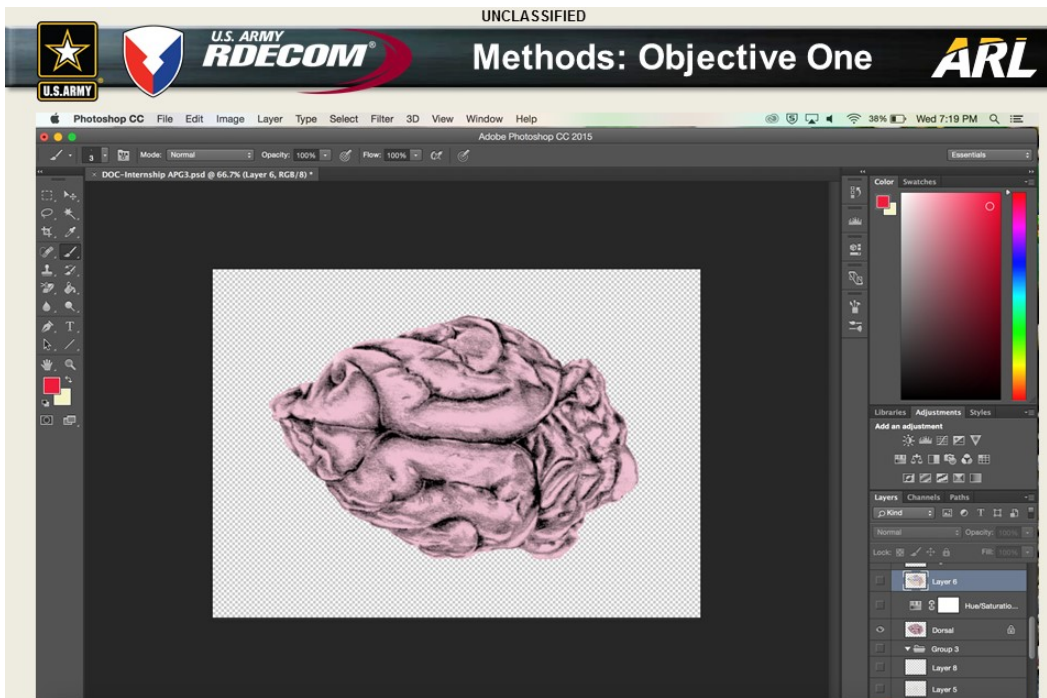 UNCLASSIFIED
U.S. ARMY
RDECOM®
Methods: Objective One
ARL
U.S.ARMY
Photoshop CC File Edit Image Layer Type Select Filter 3D View Window Help 38% Wed 7:19 PM
Adobe Photoshop CC 2015
3 Mode: Normal Opacity: 100% Flow: 100% Essentials
× DOC-Internship APG3.psd @ 66.7% (Layer 6, RGB/8) *
Color Swatches
Libraries Adjustments Styles
Add an adjustment
Layers Channels Paths
Kind
Normal Opacity: 100%
Lock: Fill: 100%
Layer 6
Hue/Saturatio...
Dorsal
Group 3
Layer 8
Layer 5